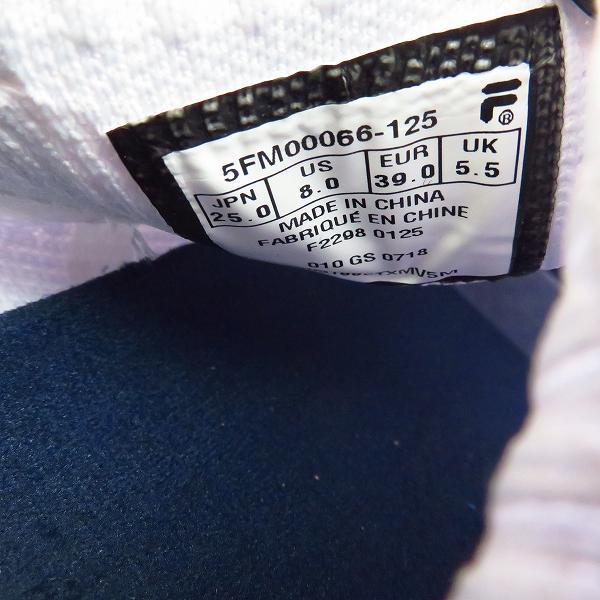 F®
5FM00066-125
JPN US EUR UK
25.0 8.0 39.0 5.5
MADE IN CHINA
FABRIQUÉ EN CHINE
F2298 0125
010 GS 0718